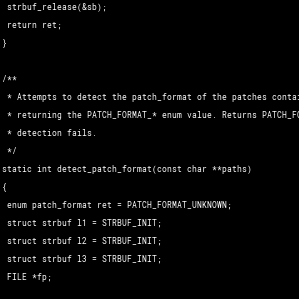 strbuf_release(&sb);
return ret;
}
/**
* Attempts to detect the patch_format of the patches
* returning the PATCH_FORMAT_* enum value. Returns
* detection fails.
*/
static int detect_patch_format(const char **paths)
{
enum patch_format ret = PATCH_FORMAT_UNKNOWN;
struct strbuf l1 = STRBUF_INIT;
struct strbuf l2 = STRBUF_INIT;
struct strbuf l3 = STRBUF_INIT;
FILE *fp;